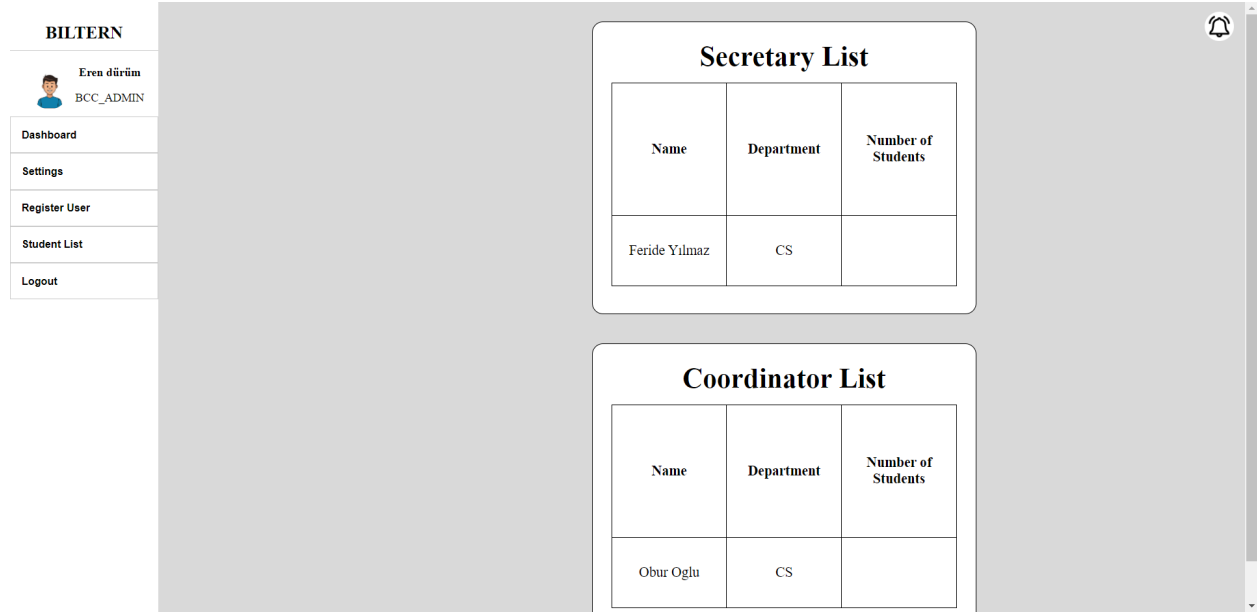 BILTERN
Eren dürüm
BCC_ADMIN
Dashboard
Settings
Register User
Student List
Logout
Secretary List
Name Department Number of
Students
Feride Yılmaz CS
Coordinator List
Name Department Number of
Students
Obur Oglu CS